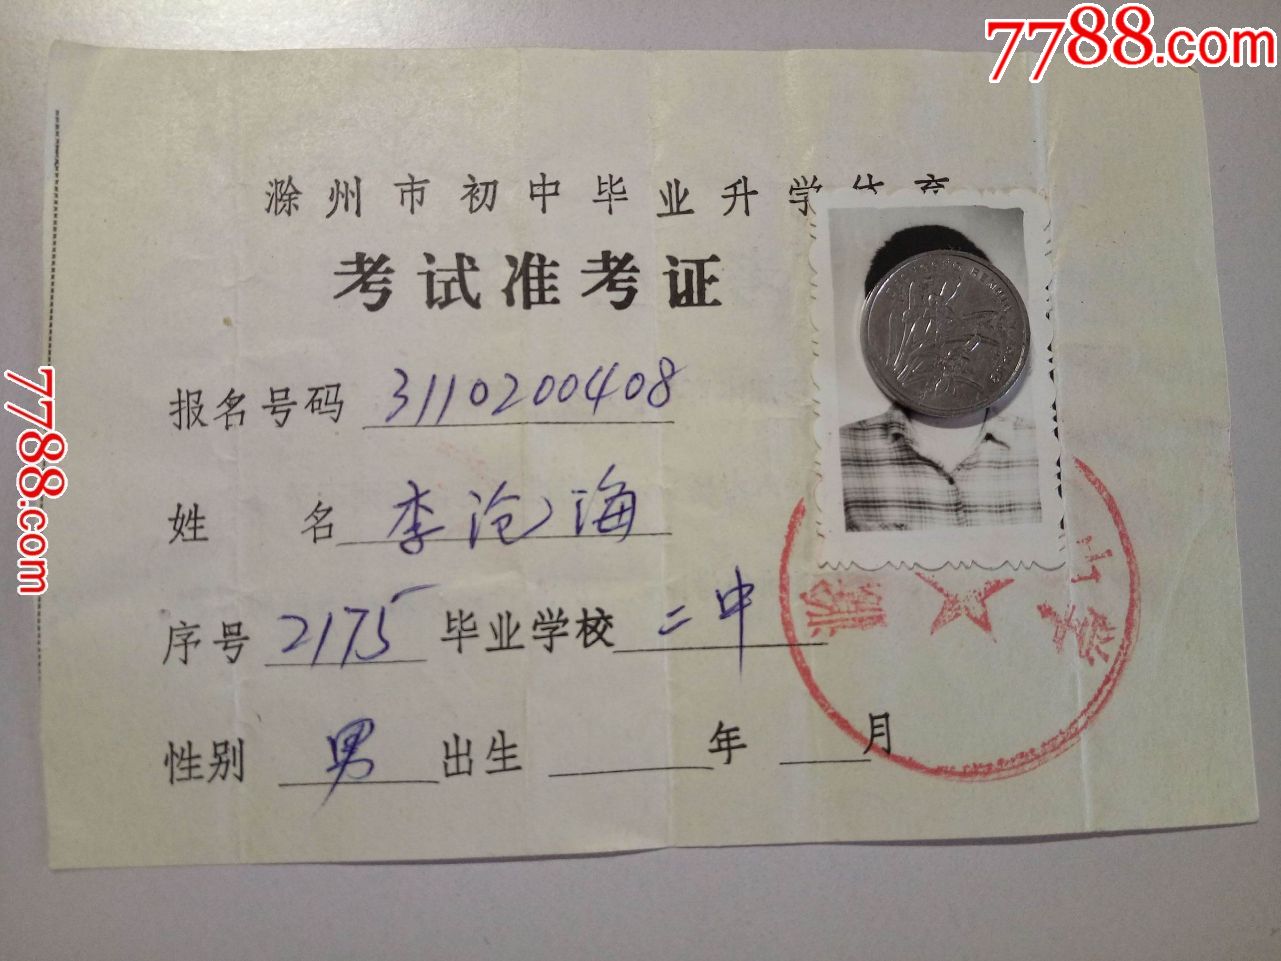 7788.com
滁州市初中毕业升学体育
考试准考证
报名号码 3110200408
姓 名 李沧海
序号 2175 毕业学校 二中
性别 男 出生 年 月
7788.com